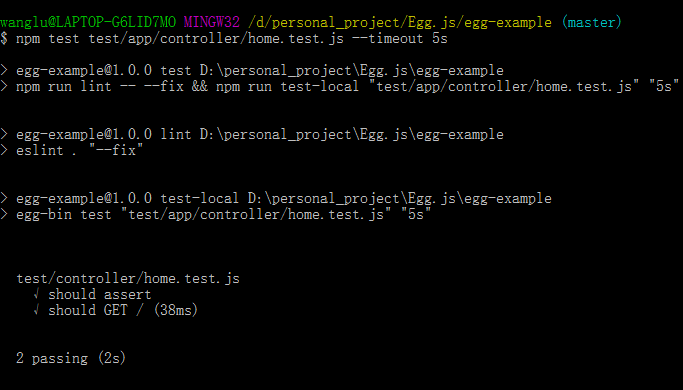 wanglu@LAPTOP-G6LID7MO MINGW32 /d/personal_project/Egg.js/egg-example (master)
$ npm test test/app/controller/home.test.js --timeout 5s
> egg-example@1.0.0 test D:\personal_project\Egg.js\egg-example
> npm run lint -- --fix && npm run test-local "test/app/controller/home.test.js" "5s"
> egg-example@1.0.0 lint D:\personal_project\Egg.js\egg-example
> eslint . "--fix"
> egg-example@1.0.0 test-local D:\personal_project\Egg.js\egg-example
> egg-bin test "test/app/controller/home.test.js" "5s"
test/controller/home.test.js
√ should assert
√ should GET / (38ms)
2 passing (2s)